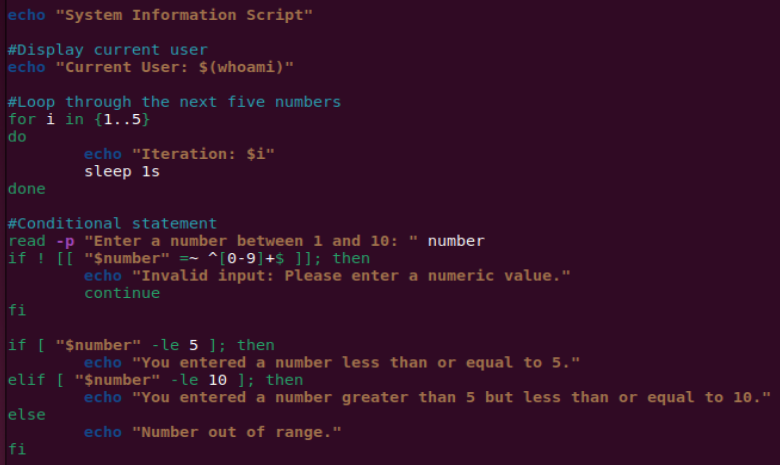 echo "System Information Script"
#Display current user
echo "Current User: $(whoami)"
#Loop through the next five numbers
for i in {1..5}
do
        echo "Iteration: $i"
        sleep 1s
done
#Conditional statement
read -p "Enter a number between 1 and 10: " number
if ! [[ "$number" =~ ^[0-9]+$ ]]; then
        echo "Invalid input: Please enter a numeric value."
        continue
fi
if [ "$number" -le 5 ]; then
        echo "You entered a number less than or equal to 5."
elif [ "$number" -le 10 ]; then
        echo "You entered a number greater than 5 but less than or equal to 10."
else
        echo "Number out of range."
fi